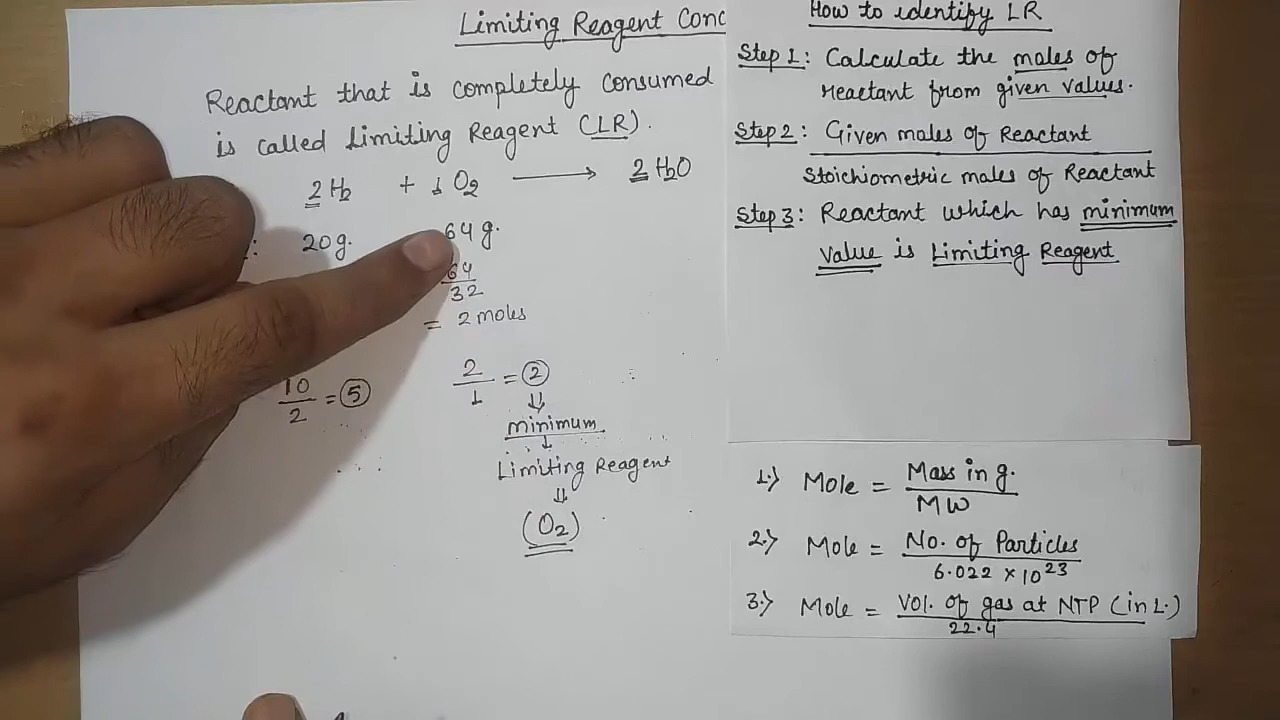 Limiting Reagent Conc
Reactant that is completely consumed
is called Limiting Reagent (LR).
2 H2 + 1 O2 → 2 H2O
20g. 64 g.
64
32
= 2 moles
10
2
= 5
2
1
= 2
⇓
minimum
↓
Limiting Reagent
⇓
(O2)
How to identify LR
Step 1: Calculate the moles of
reactant from given values.
Step 2: Given moles of Reactant
Stoichiometric moles of Reactant
Step 3: Reactant which has minimum
value is Limiting Reagent
1.) Mole = Mass in g.
MW
2.) Mole = No. of Particles
6.022 × 10^23
3.) Mole = Vol. of gas at NTP (in L.)
22.4